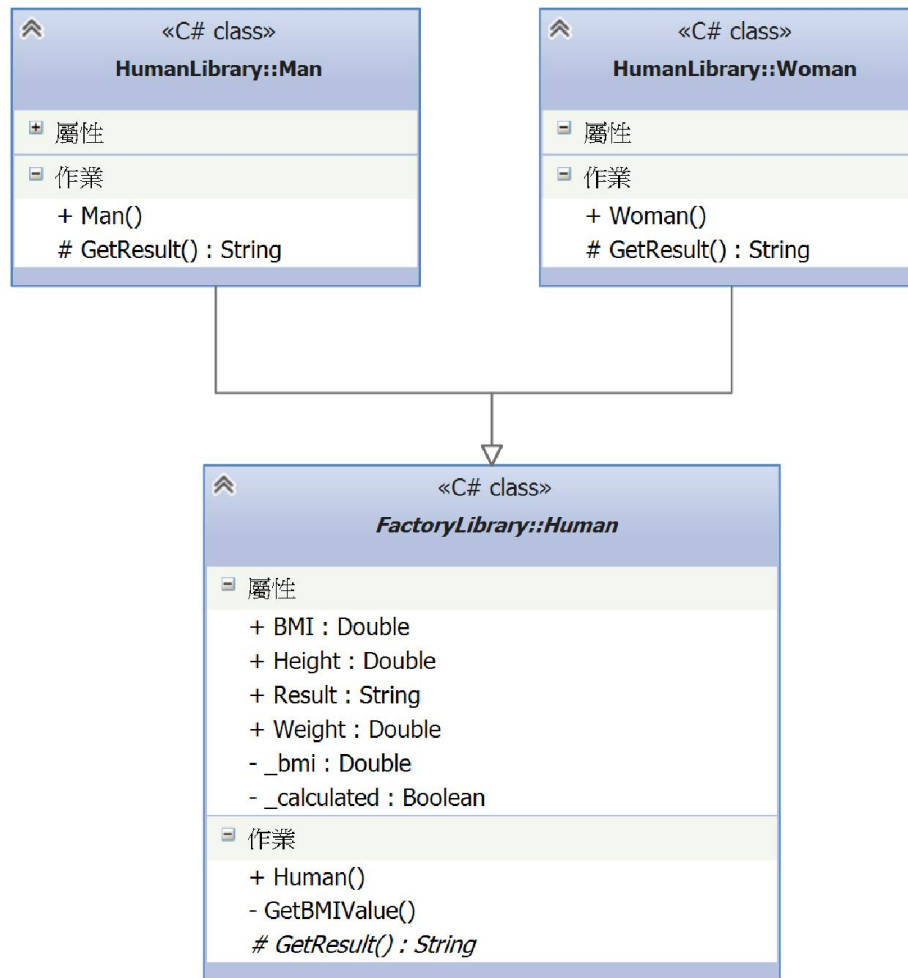 «C# class»
HumanLibrary::Man
屬性
作業
+ Man()
# GetResult() : String
«C# class»
HumanLibrary::Woman
屬性
作業
+ Woman()
# GetResult() : String
«C# class»
FactoryLibrary::Human
屬性
+ BMI : Double
+ Height : Double
+ Result : String
+ Weight : Double
- _bmi : Double
- _calculated : Boolean
作業
+ Human()
- GetBMIValue()
# GetResult() : String